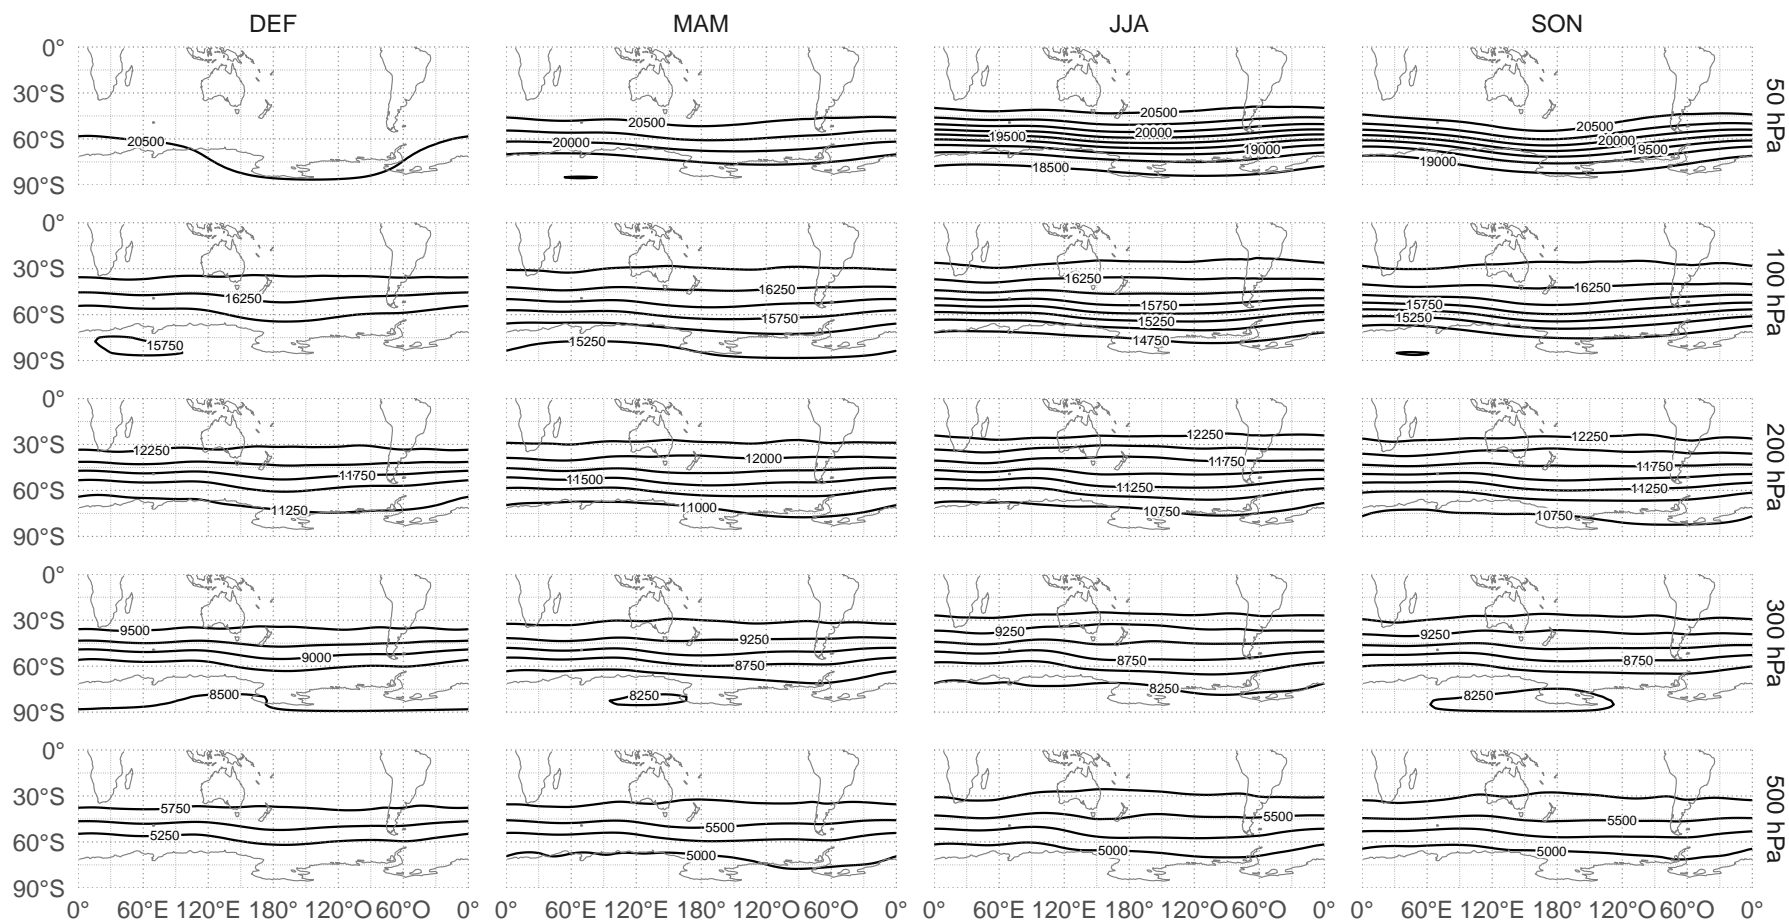 DEF MAM JJA SON
0°
30°S
60°S
90°S
20500
20500
20000
20500
20000
19500
19000
18500
20500
20000
19500
19000
50 hPa
0°
30°S
60°S
90°S
16250
15750
16250
15750
15250
16250
15750
15250
14750
16250
15750
15250
100 hPa
0°
30°S
60°S
90°S
12250
11750
11250
12000
11500
11000
12250
11750
11250
10750
12250
11750
11250
10750
200 hPa
0°
30°S
60°S
90°S
9500
9000
8500
9250
8750
8250
9250
8750
8250
9250
8750
8250
300 hPa
0°
30°S
60°S
90°S
5750
5250
5500
5000
5500
5000
5500
5000
500 hPa
0° 60°E 120°E 180° 120°O 60°O 0° 0° 60°E 120°E 180° 120°O 60°O 0° 0° 60°E 120°E 180° 120°O 60°O 0° 0° 60°E 120°E 180° 120°O 60°O 0°